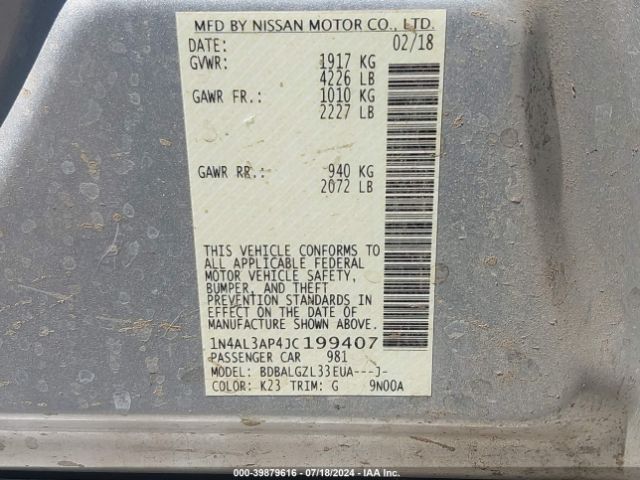 MFD BY NISSAN MOTOR CO., LTD.
DATE: 02/18
GVWR: 1917 KG
4226 LB
GAWR FR.: 1010 KG
2227 LB
GAWR RR.: 940 KG
2072 LB
THIS VEHICLE CONFORMS TO
ALL APPLICABLE FEDERAL
MOTOR VEHICLE SAFETY,
BUMPER, AND THEFT
PREVENTION STANDARDS IN
EFFECT ON THE DATE OF
MANUFACTURE SHOWN ABOVE.
1N4AL3AP4JC199407
PASSENGER CAR 981
MODEL: BDBALGZL33EUA---J-
COLOR: K23 TRIM: G 9N00A
000-39879616 - 07/18/2024 - IAA Inc.